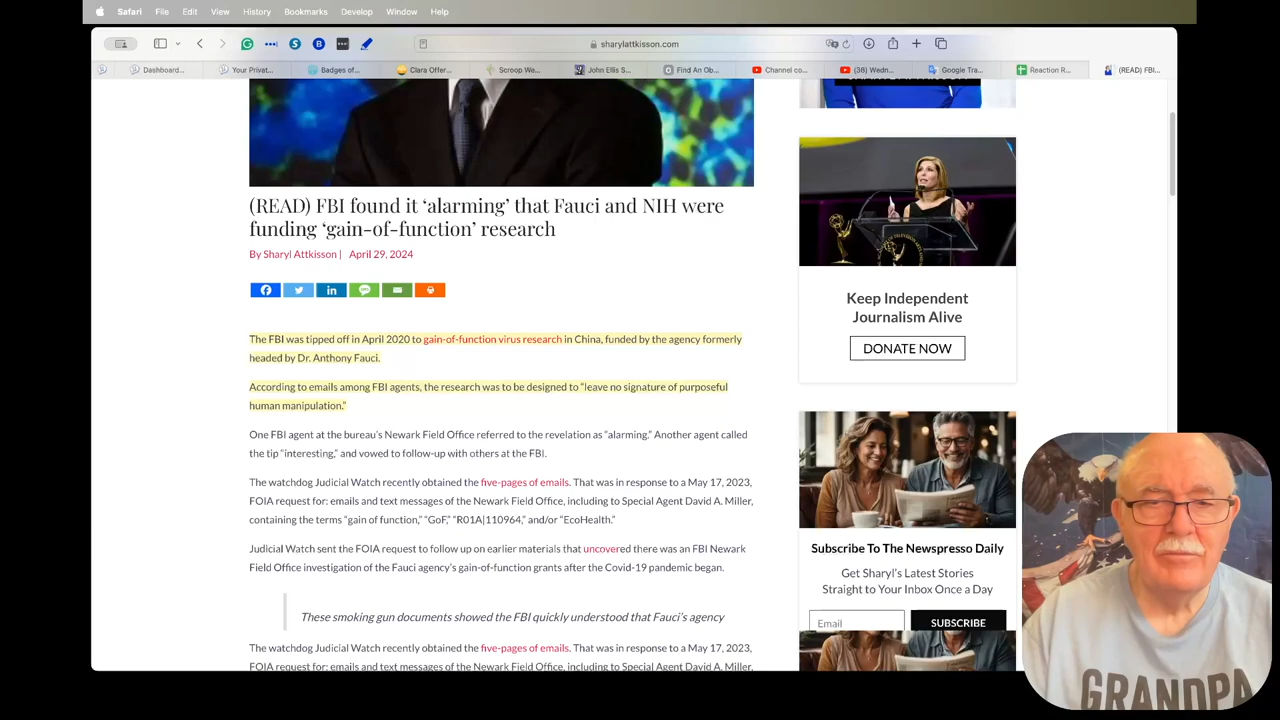 Safari File Edit View History Bookmarks Develop Window Help
sharylattkisson.com
Dashboard... Your Privat... Badges of... Clara Offer... Scroop We... John Ellis S... Find An Ob... Channel co... (38) Wedn... Google Tra... Reaction R... (READ) FBI...
(READ) FBI found it ‘alarming’ that Fauci and NIH were
funding ‘gain-of-function’ research
By Sharyl Attkisson | April 29, 2024
The FBI was tipped off in April 2020 to gain-of-function virus research in China, funded by the agency formerly
headed by Dr. Anthony Fauci.
According to emails among FBI agents, the research was to be designed to “leave no signature of purposeful
human manipulation.”
One FBI agent at the bureau’s Newark Field Office referred to the revelation as “alarming.” Another agent called
the tip “interesting,” and vowed to follow-up with others at the FBI.
The watchdog Judicial Watch recently obtained the five-pages of emails. That was in response to a May 17, 2023,
FOIA request for: emails and text messages of the Newark Field Office, including to Special Agent David A. Miller,
containing the terms “gain of function,” “GoF,” “R01A|110964,” and/or “EcoHealth.”
Judicial Watch sent the FOIA request to follow up on earlier materials that uncovered there was an FBI Newark
Field Office investigation of the Fauci agency’s gain-of-function grants after the Covid-19 pandemic began.
These smoking gun documents showed the FBI quickly understood that Fauci’s agency
The watchdog Judicial Watch recently obtained the five-pages of emails. That was in response to a May 17, 2023,
FOIA request for: emails and text messages of the Newark Field Office, including to Special Agent David A. Miller,
Keep Independent
Journalism Alive
DONATE NOW
Subscribe To The Newspresso Daily
Get Sharyl’s Latest Stories
Straight to Your Inbox Once a Day
Email SUBSCRIBE
GRANDPA